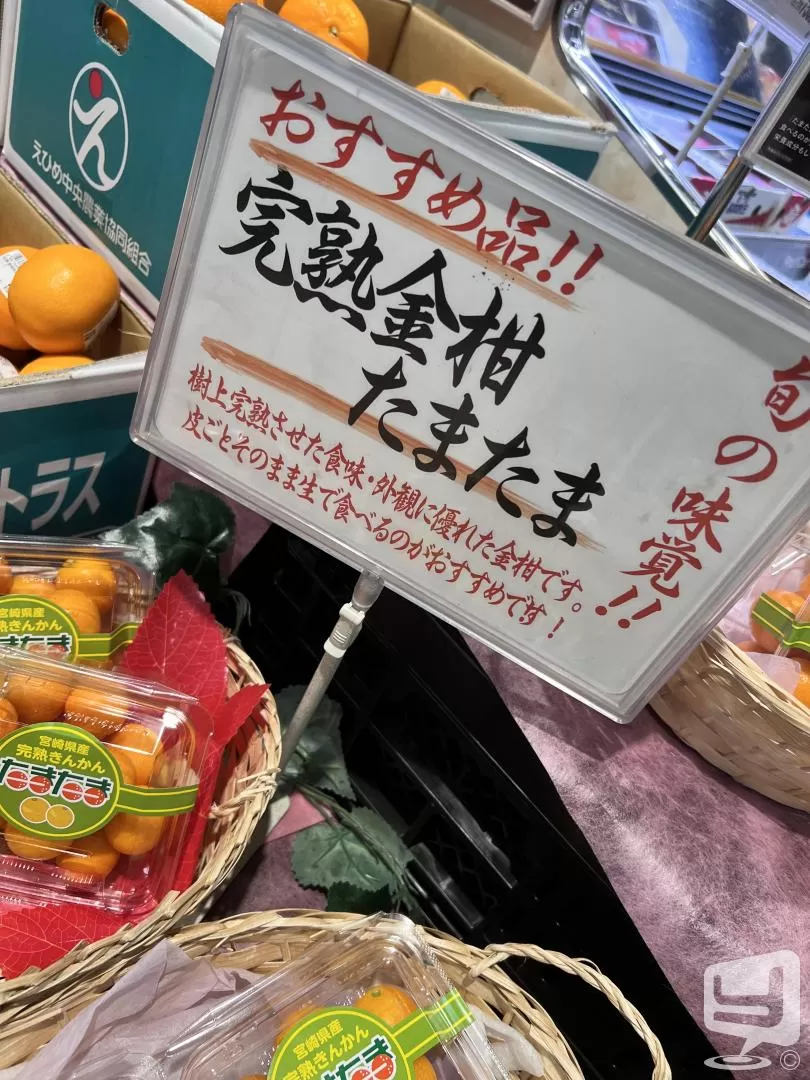 おすすめ品!!
完熟金柑
たまたま
樹上完熟させた食味・外観に優れた金柑です。
皮ごとそのまま生で食べるのがおすすめです!
旬の味覚!!
えひめ中央農業協同組合
トラス
宮崎県産
熟きんかん
たまたま
宮崎県産
完熟きんかん
たまたま
宮崎県産
完熟きんかん
たまたま